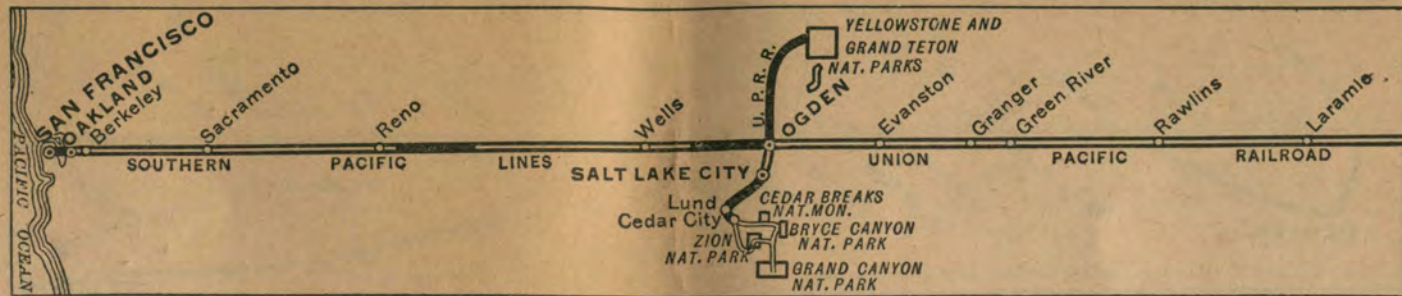 SAN FRANCISCO
OAKLAND
Berkeley
Sacramento
Reno
Wells
U. P. R. R.
YELLOWSTONE AND
GRAND TETON
NAT. PARKS
OGDEN
Evanston
Granger
Green River
Rawlins
Laramie
SOUTHERN PACIFIC LINES
UNION PACIFIC RAILROAD
SALT LAKE CITY
Lund
Cedar City
CEDAR BREAKS
NAT. MON.
BRYCE CANYON
NAT. PARK
ZION
NAT. PARK
GRAND CANYON
NAT. PARK
PACIFIC OCEAN